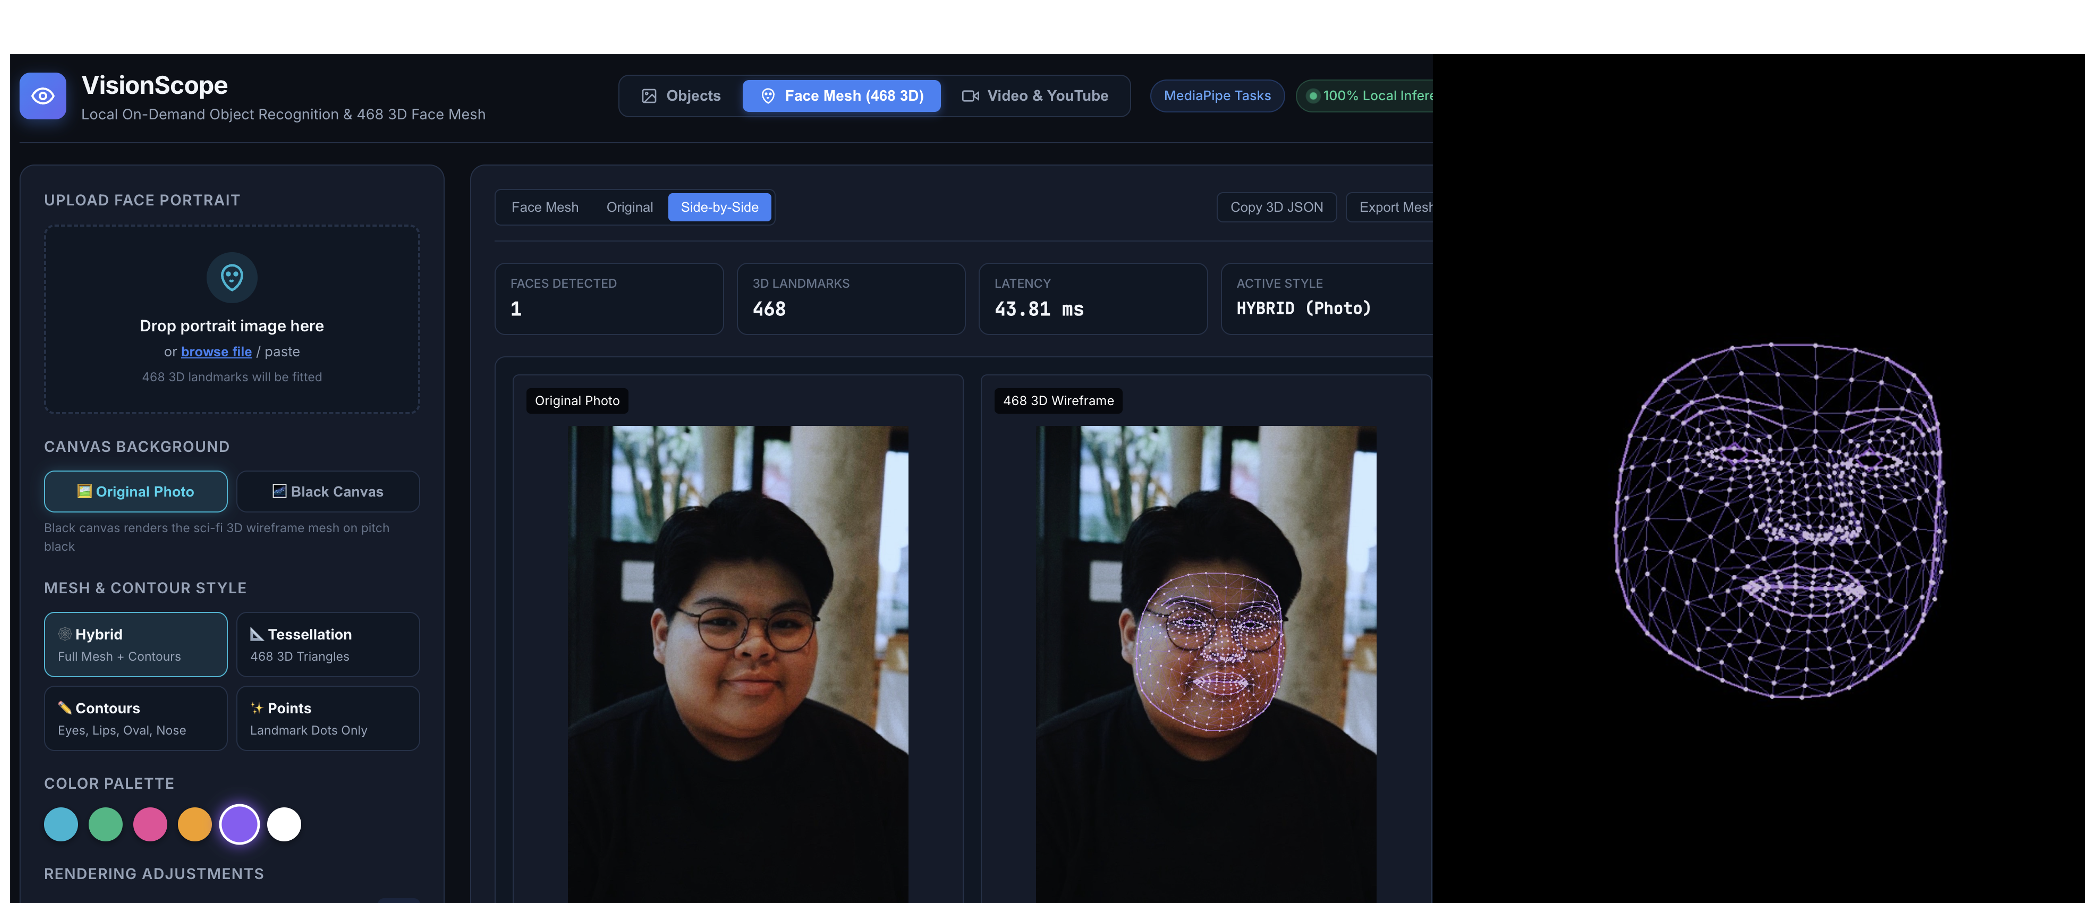 VisionScope
Local On-Demand Object Recognition & 468 3D Face Mesh
Objects
Face Mesh (468 3D)
Video & YouTube
MediaPipe Tasks
100% Local Infere
UPLOAD FACE PORTRAIT
Drop portrait image here
or browse file / paste
468 3D landmarks will be fitted
CANVAS BACKGROUND
Original Photo
Black Canvas
Black canvas renders the sci-fi 3D wireframe mesh on pitch
black
MESH & CONTOUR STYLE
Hybrid
Full Mesh + Contours
Tessellation
468 3D Triangles
Contours
Eyes, Lips, Oval, Nose
Points
Landmark Dots Only
COLOR PALETTE
RENDERING ADJUSTMENTS
Face Mesh
Original
Side-by-Side
Copy 3D JSON
Export Mesh
FACES DETECTED
1
3D LANDMARKS
468
LATENCY
43.81 ms
ACTIVE STYLE
HYBRID (Photo)
Original Photo
468 3D Wireframe